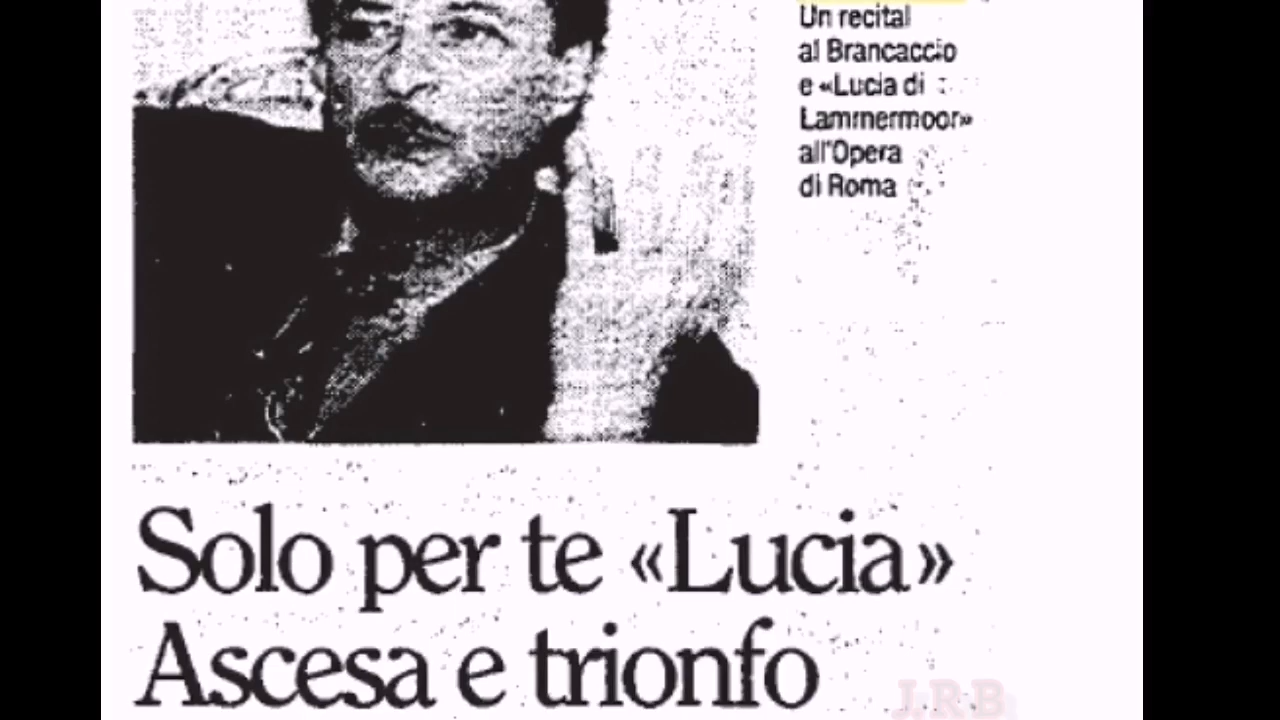 Un recital
al Brancaccio
e «Lucia di
Lammermoor»
all'Opera
di Roma
Solo per te «Lucia»
Ascesa e trionfo
J.R.B